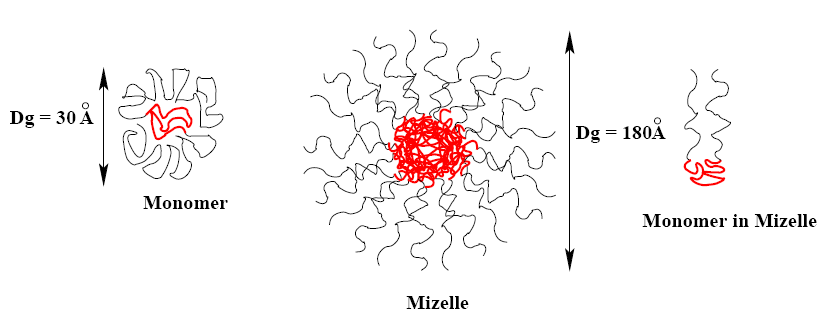 Dg = 30 Å
Monomer
Mizelle
Dg = 180Å
Monomer in Mizelle